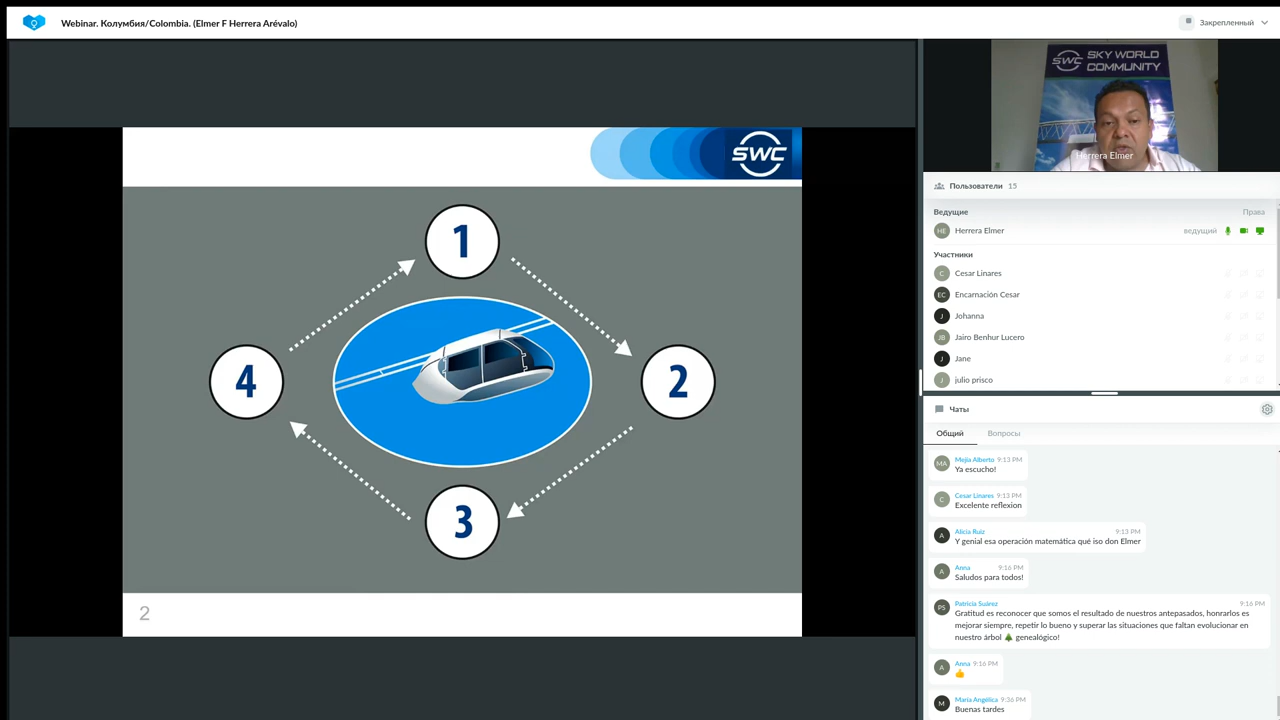 Webinar. Колумбия/Colombia. (Elmer F Herrera Arévalo)
Закрепленный
SWC
1
4
2
3
2
SWC SKY WORLD
COMMUNITY
Herrera Elmer
Пользователи 15
Ведущие Права
HE Herrera Elmer ведущий
Участники
C Cesar Linares
EC Encarnación Cesar
J Johanna
JB Jairo Benhur Lucero
J Jane
J julio prisco
Чаты
Общий Вопросы
MA Mejia Alberto 9:13 PM
Ya escucho!
C Cesar Linares 9:13 PM
Excelente reflexion
A Alicia Ruiz 9:13 PM
Y genial esa operación matemática qué iso don Elmer
A Anna 9:16 PM
Saludos para todos!
PS Patricia Suárez 9:16 PM
Gratitud es reconocer que somos el resultado de nuestros antepasados, honrarlos es
mejorar siempre, repetir lo bueno y superar las situaciones que faltan evolucionar en
nuestro árbol 🌲 genealógico!
A Anna 9:16 PM
👍
M María Angélica 9:36 PM
Buenas tardes